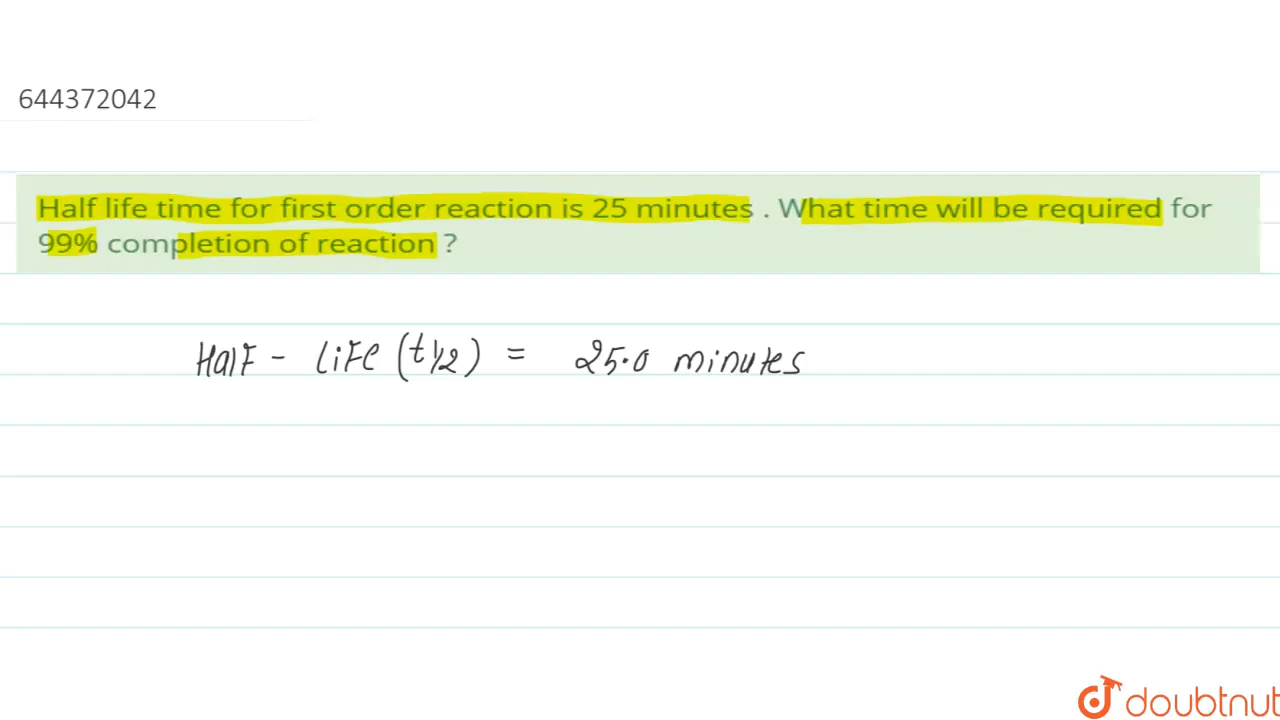 644372042
Half life time for first order reaction is 25 minutes . What time will be required for
99% completion of reaction ?
Half - Life (t1/2) = 25.0 minutes
doubtnut